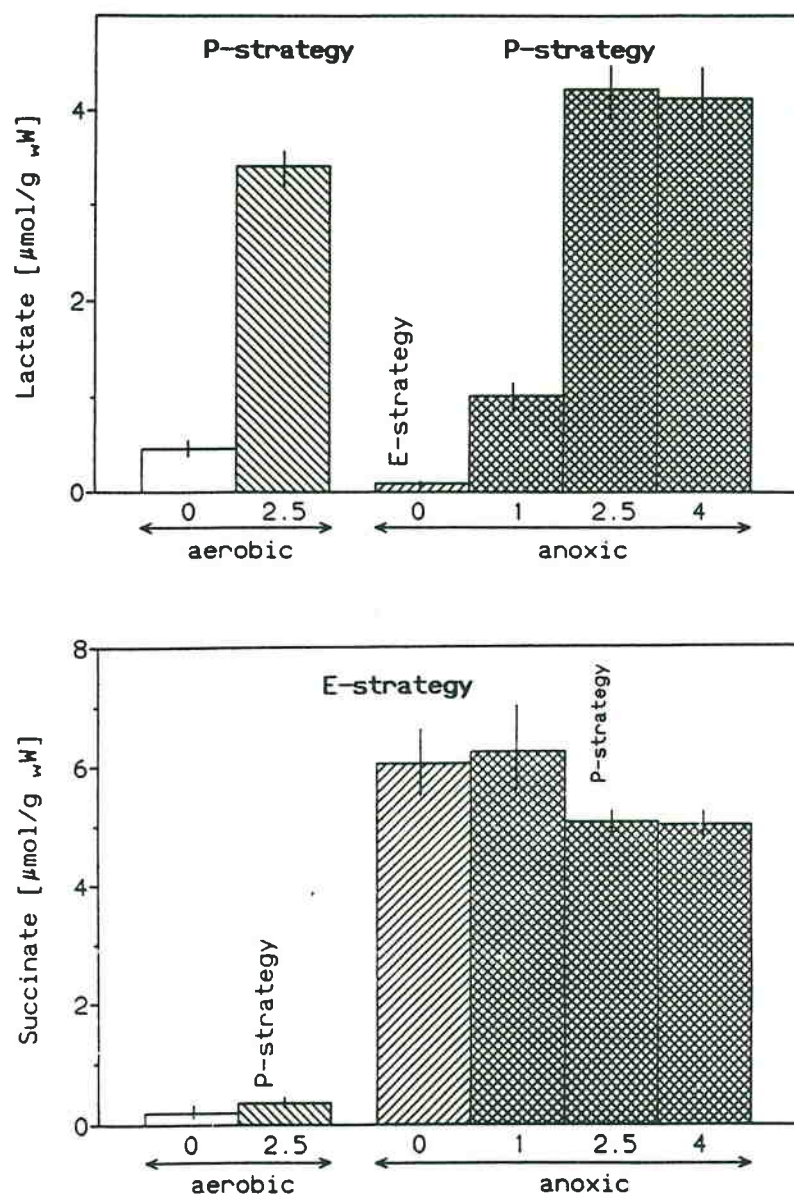 P-strategy P-strategy
Lactate [μmol/g wW]
4
2
0
E-strategy
0 2.5 0 1 2.5 4
aerobic anoxic
8
E-strategy
P-strategy
Succinate [μmol/g wW]
6
4
2
0
P-strategy
0 2.5 0 1 2.5 4
aerobic anoxic